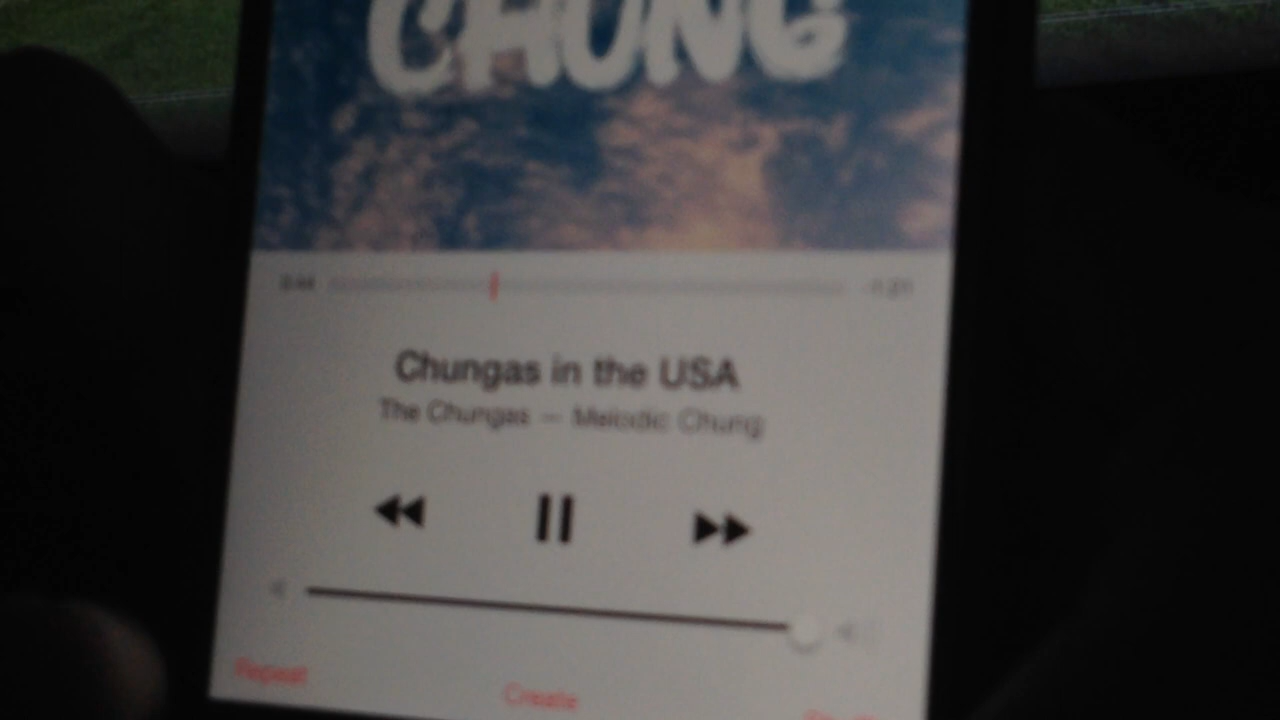 CHUNG
Chungas in the USA
The Chungas — Melodic Chung
Repeat
Create